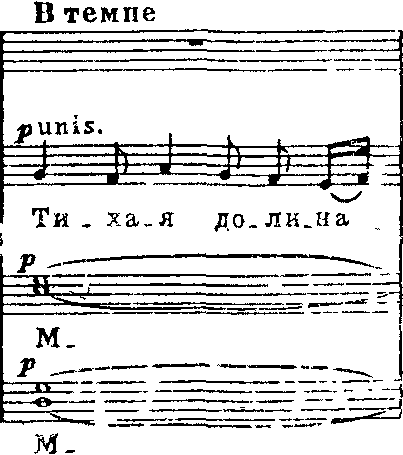 В темпе
p unis.
Ти - ха - я до - ли - на
p
М -
p
М -